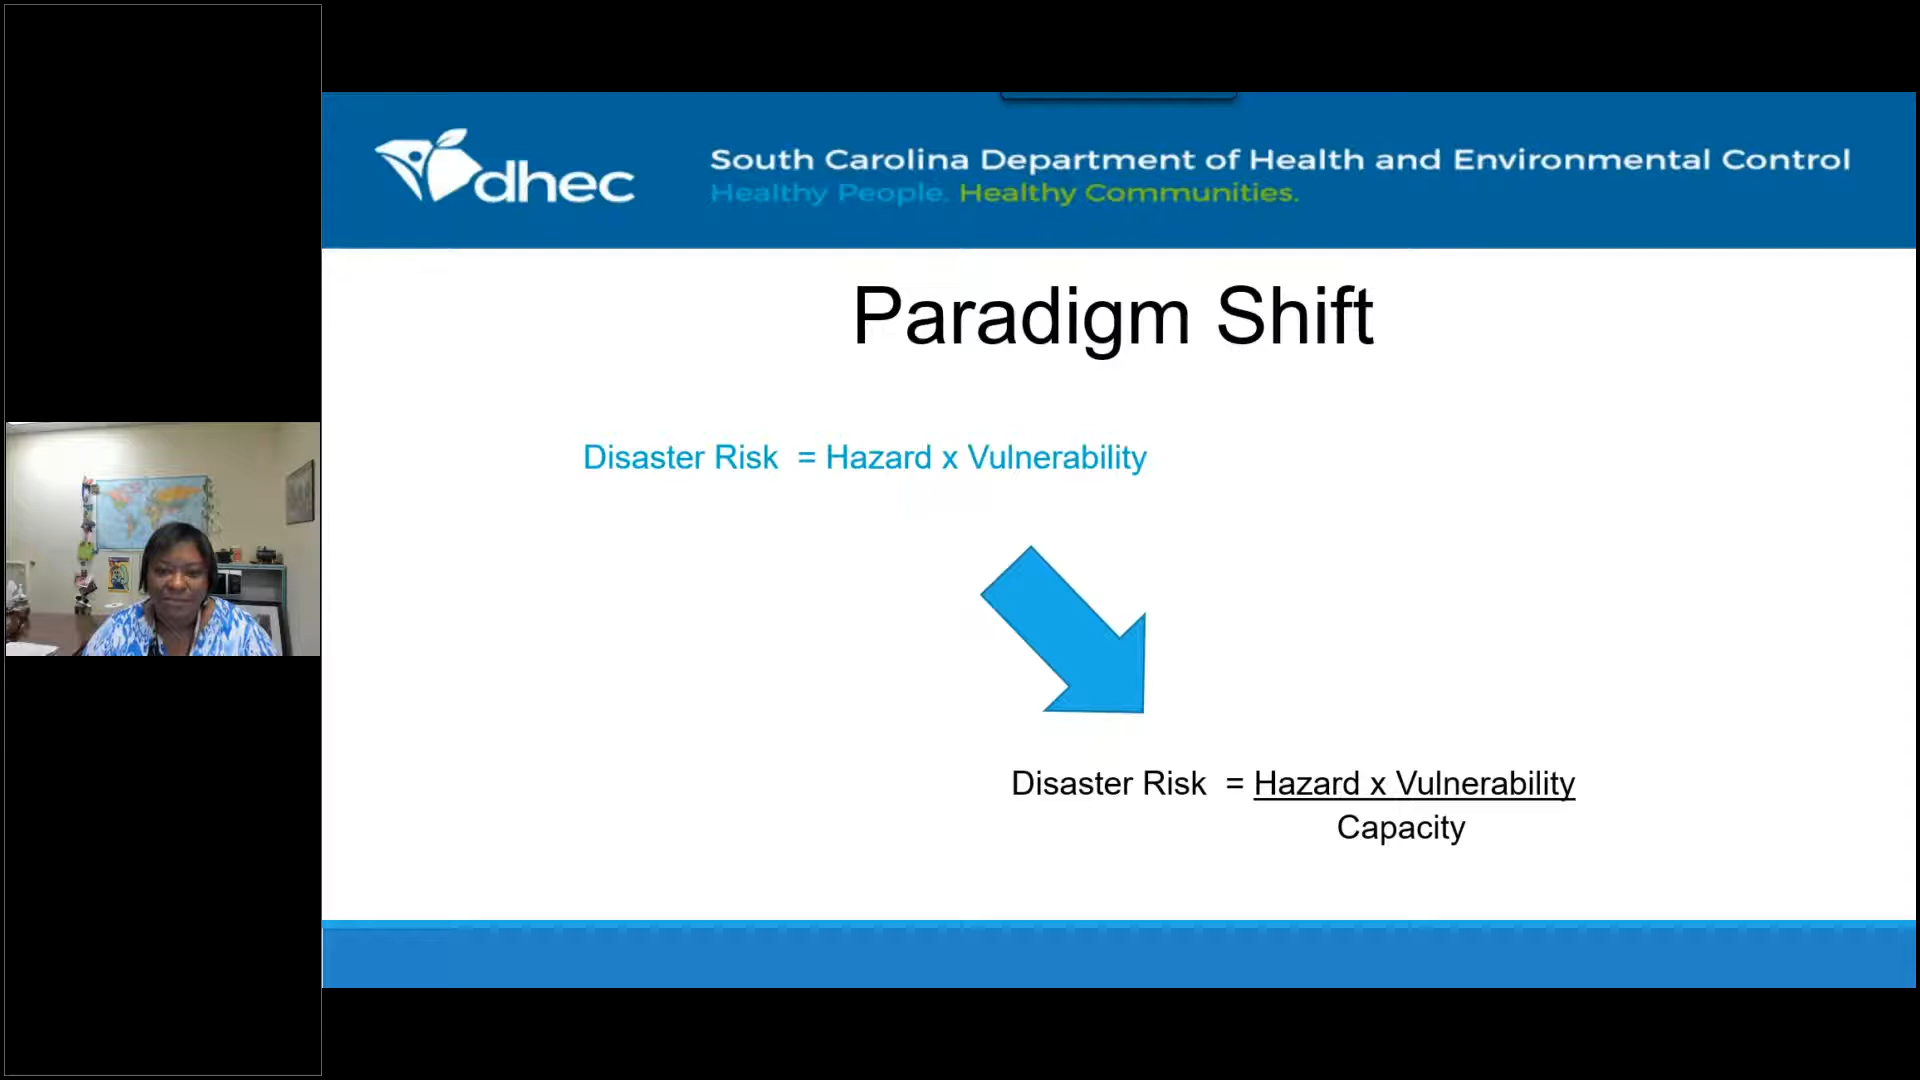 dhec
South Carolina Department of Health and Environmental Control
Healthy People. Healthy Communities.
Paradigm Shift
Disaster Risk = Hazard x Vulnerability
Disaster Risk = Hazard x Vulnerability
Capacity